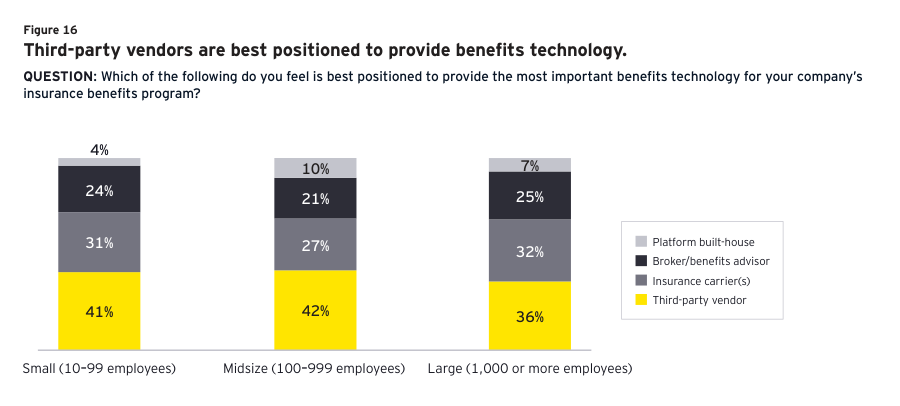 Figure 16
Third-party vendors are best positioned to provide benefits technology.
QUESTION: Which of the following do you feel is best positioned to provide the most important benefits technology for your company's
insurance benefits program?
4%
24%
31%
41%
10%
21%
27%
42%
7%
25%
32%
36%
Platform built-house
Broker/benefits advisor
Insurance carrier(s)
Third-party vendor
Small (10–99 employees)
Midsize (100–999 employees)
Large (1,000 or more employees)